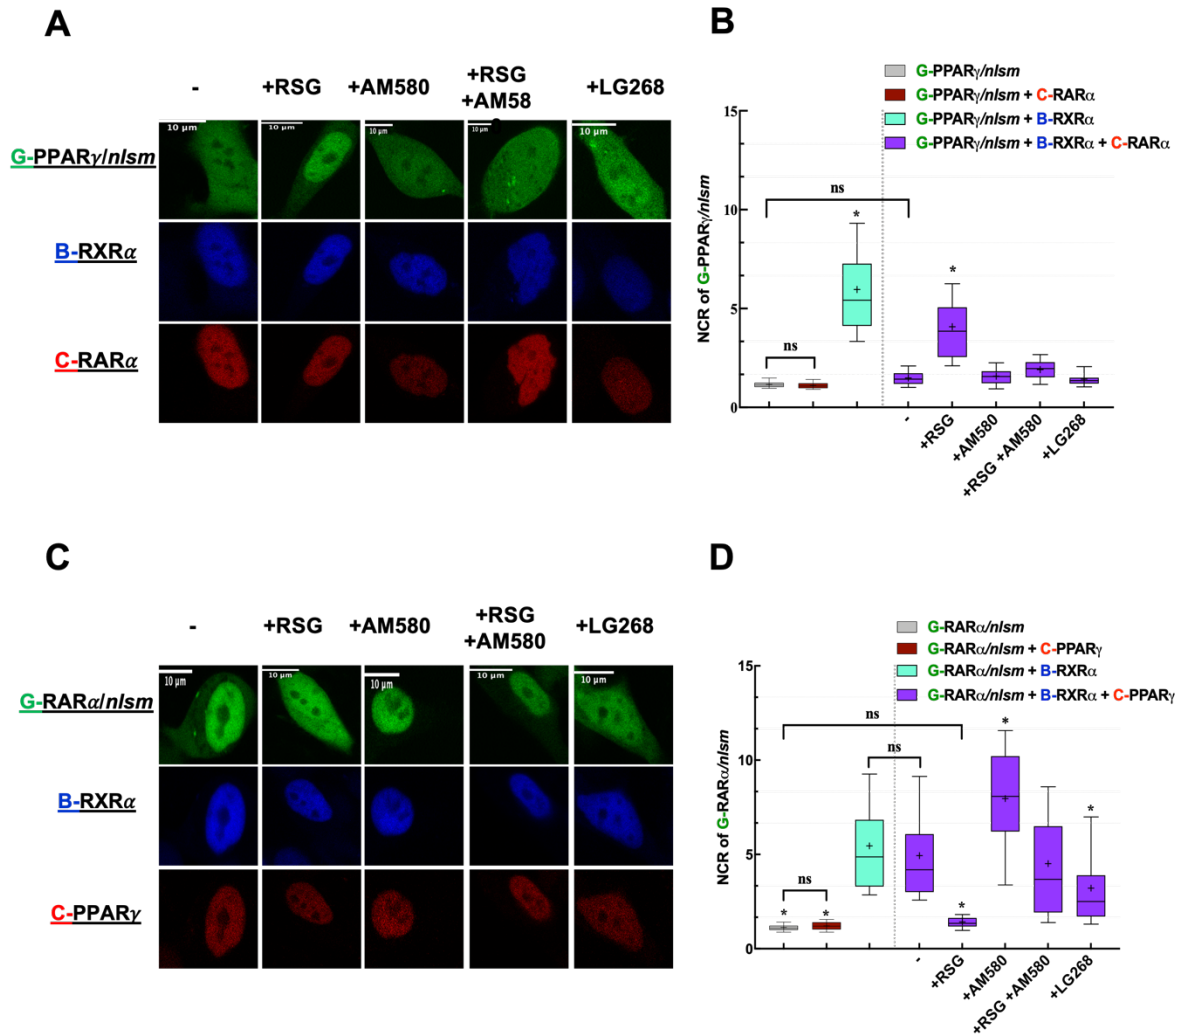 A
- +RSG +AM580 +RSG +LG268
+AM58
10 μm 10 μm 10 μm 10 μm 10 μm
G-PPARγ/nlsm
B-RXRα
C-RARα
B
G-PPARγ/nlsm
G-PPARγ/nlsm + C-RARα
G-PPARγ/nlsm + B-RXRα
G-PPARγ/nlsm + B-RXRα + C-RARα
NCR of G-PPARγ/nlsm
15
10
5
0
ns
ns
*
*
-
+RSG
+AM580
+RSG +AM580
+LG268
C
- +RSG +AM580 +RSG +LG268
+AM580
10 μm 10 μm 10 μm 10 μm 10 μm
G-RARα/nlsm
B-RXRα
C-PPARγ
D
G-RARα/nlsm
G-RARα/nlsm + C-PPARγ
G-RARα/nlsm + B-RXRα
G-RARα/nlsm + B-RXRα + C-PPARγ
NCR of G-RARα/nlsm
15
10
5
0
ns
ns
ns
*
*
*
*
*
-
+RSG
+AM580
+RSG +AM580
+LG268